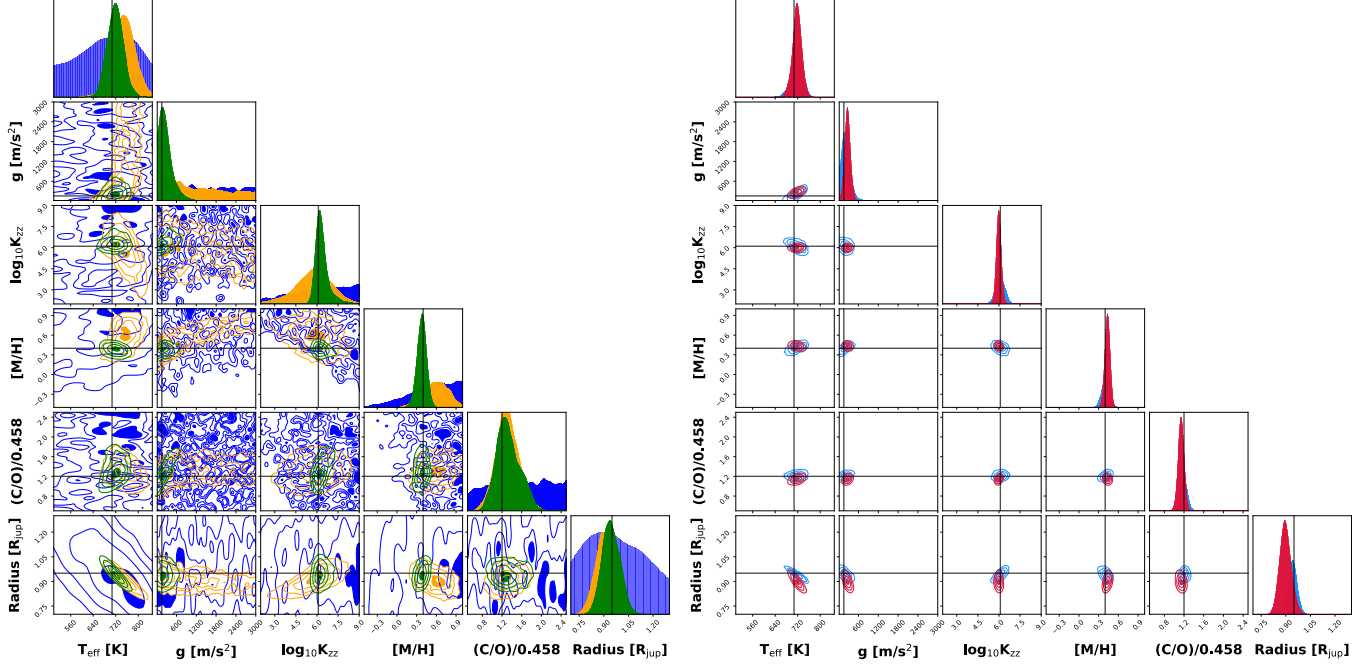 g [m/s²]
3000
2400
1800
1200
600
log₁₀K_zz
9.0
7.5
6.0
4.5
3.0
[M/H]
0.9
0.6
0.3
0.0
−0.3
(C/O)/0.458
2.4
2.0
1.6
1.2
0.8
Radius [R_jup]
1.20
1.05
0.90
0.75
560 640 720 800
600 1200 1800 2400 3000
3.0 4.5 6.0 7.5 9.0
−0.3 0.0 0.3 0.6 0.9
0.8 1.2 1.6 2.0 2.4
0.75 0.90 1.05 1.20
T_eff [K] g [m/s²] log₁₀K_zz [M/H] (C/O)/0.458 Radius [R_jup]
g [m/s²]
3000
2400
1800
1200
600
log₁₀K_zz
9.0
7.5
6.0
4.5
3.0
[M/H]
0.9
0.6
0.3
0.0
−0.3
(C/O)/0.458
2.4
2.0
1.6
1.2
0.8
Radius [R_jup]
1.20
1.05
0.90
0.75
560 640 720 800
600 1200 1800 2400 3000
3.0 4.5 6.0 7.5 9.0
−0.3 0.0 0.3 0.6 0.9
0.8 1.2 1.6 2.0 2.4
0.75 0.90 1.05 1.20
T_eff [K] g [m/s²] log₁₀K_zz [M/H] (C/O)/0.458 Radius [R_jup]